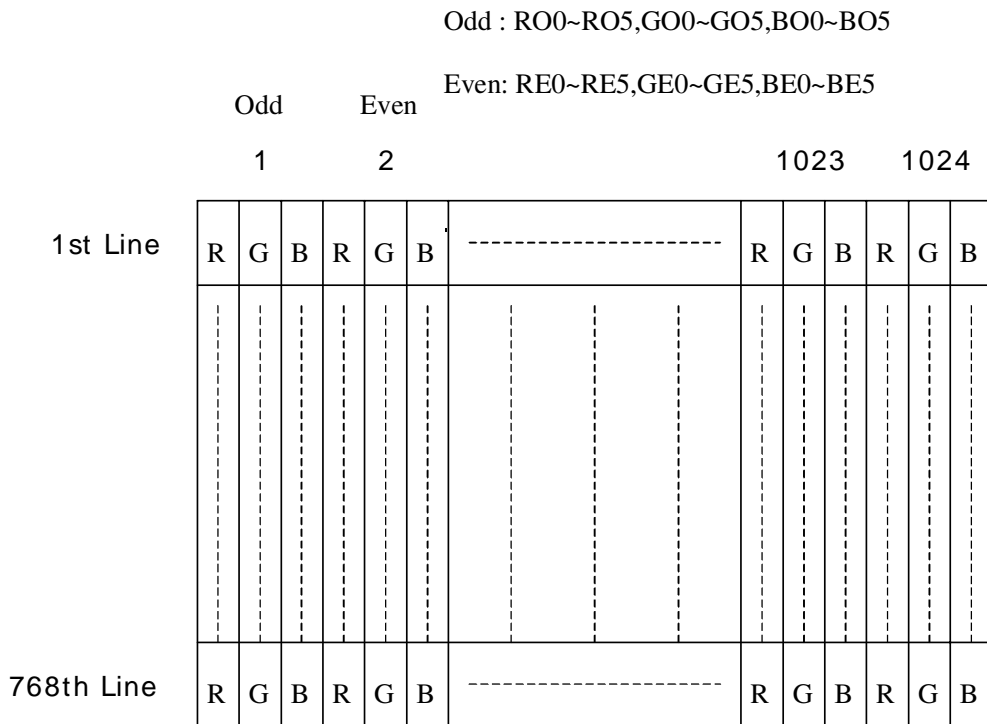 Odd : RO0~RO5,GO0~GO5,BO0~BO5
Even: RE0~RE5,GE0~GE5,BE0~BE5
Odd Even
1 2 1023 1024
1st Line R G B R G B R G B R G B
768th Line R G B R G B R G B R G B